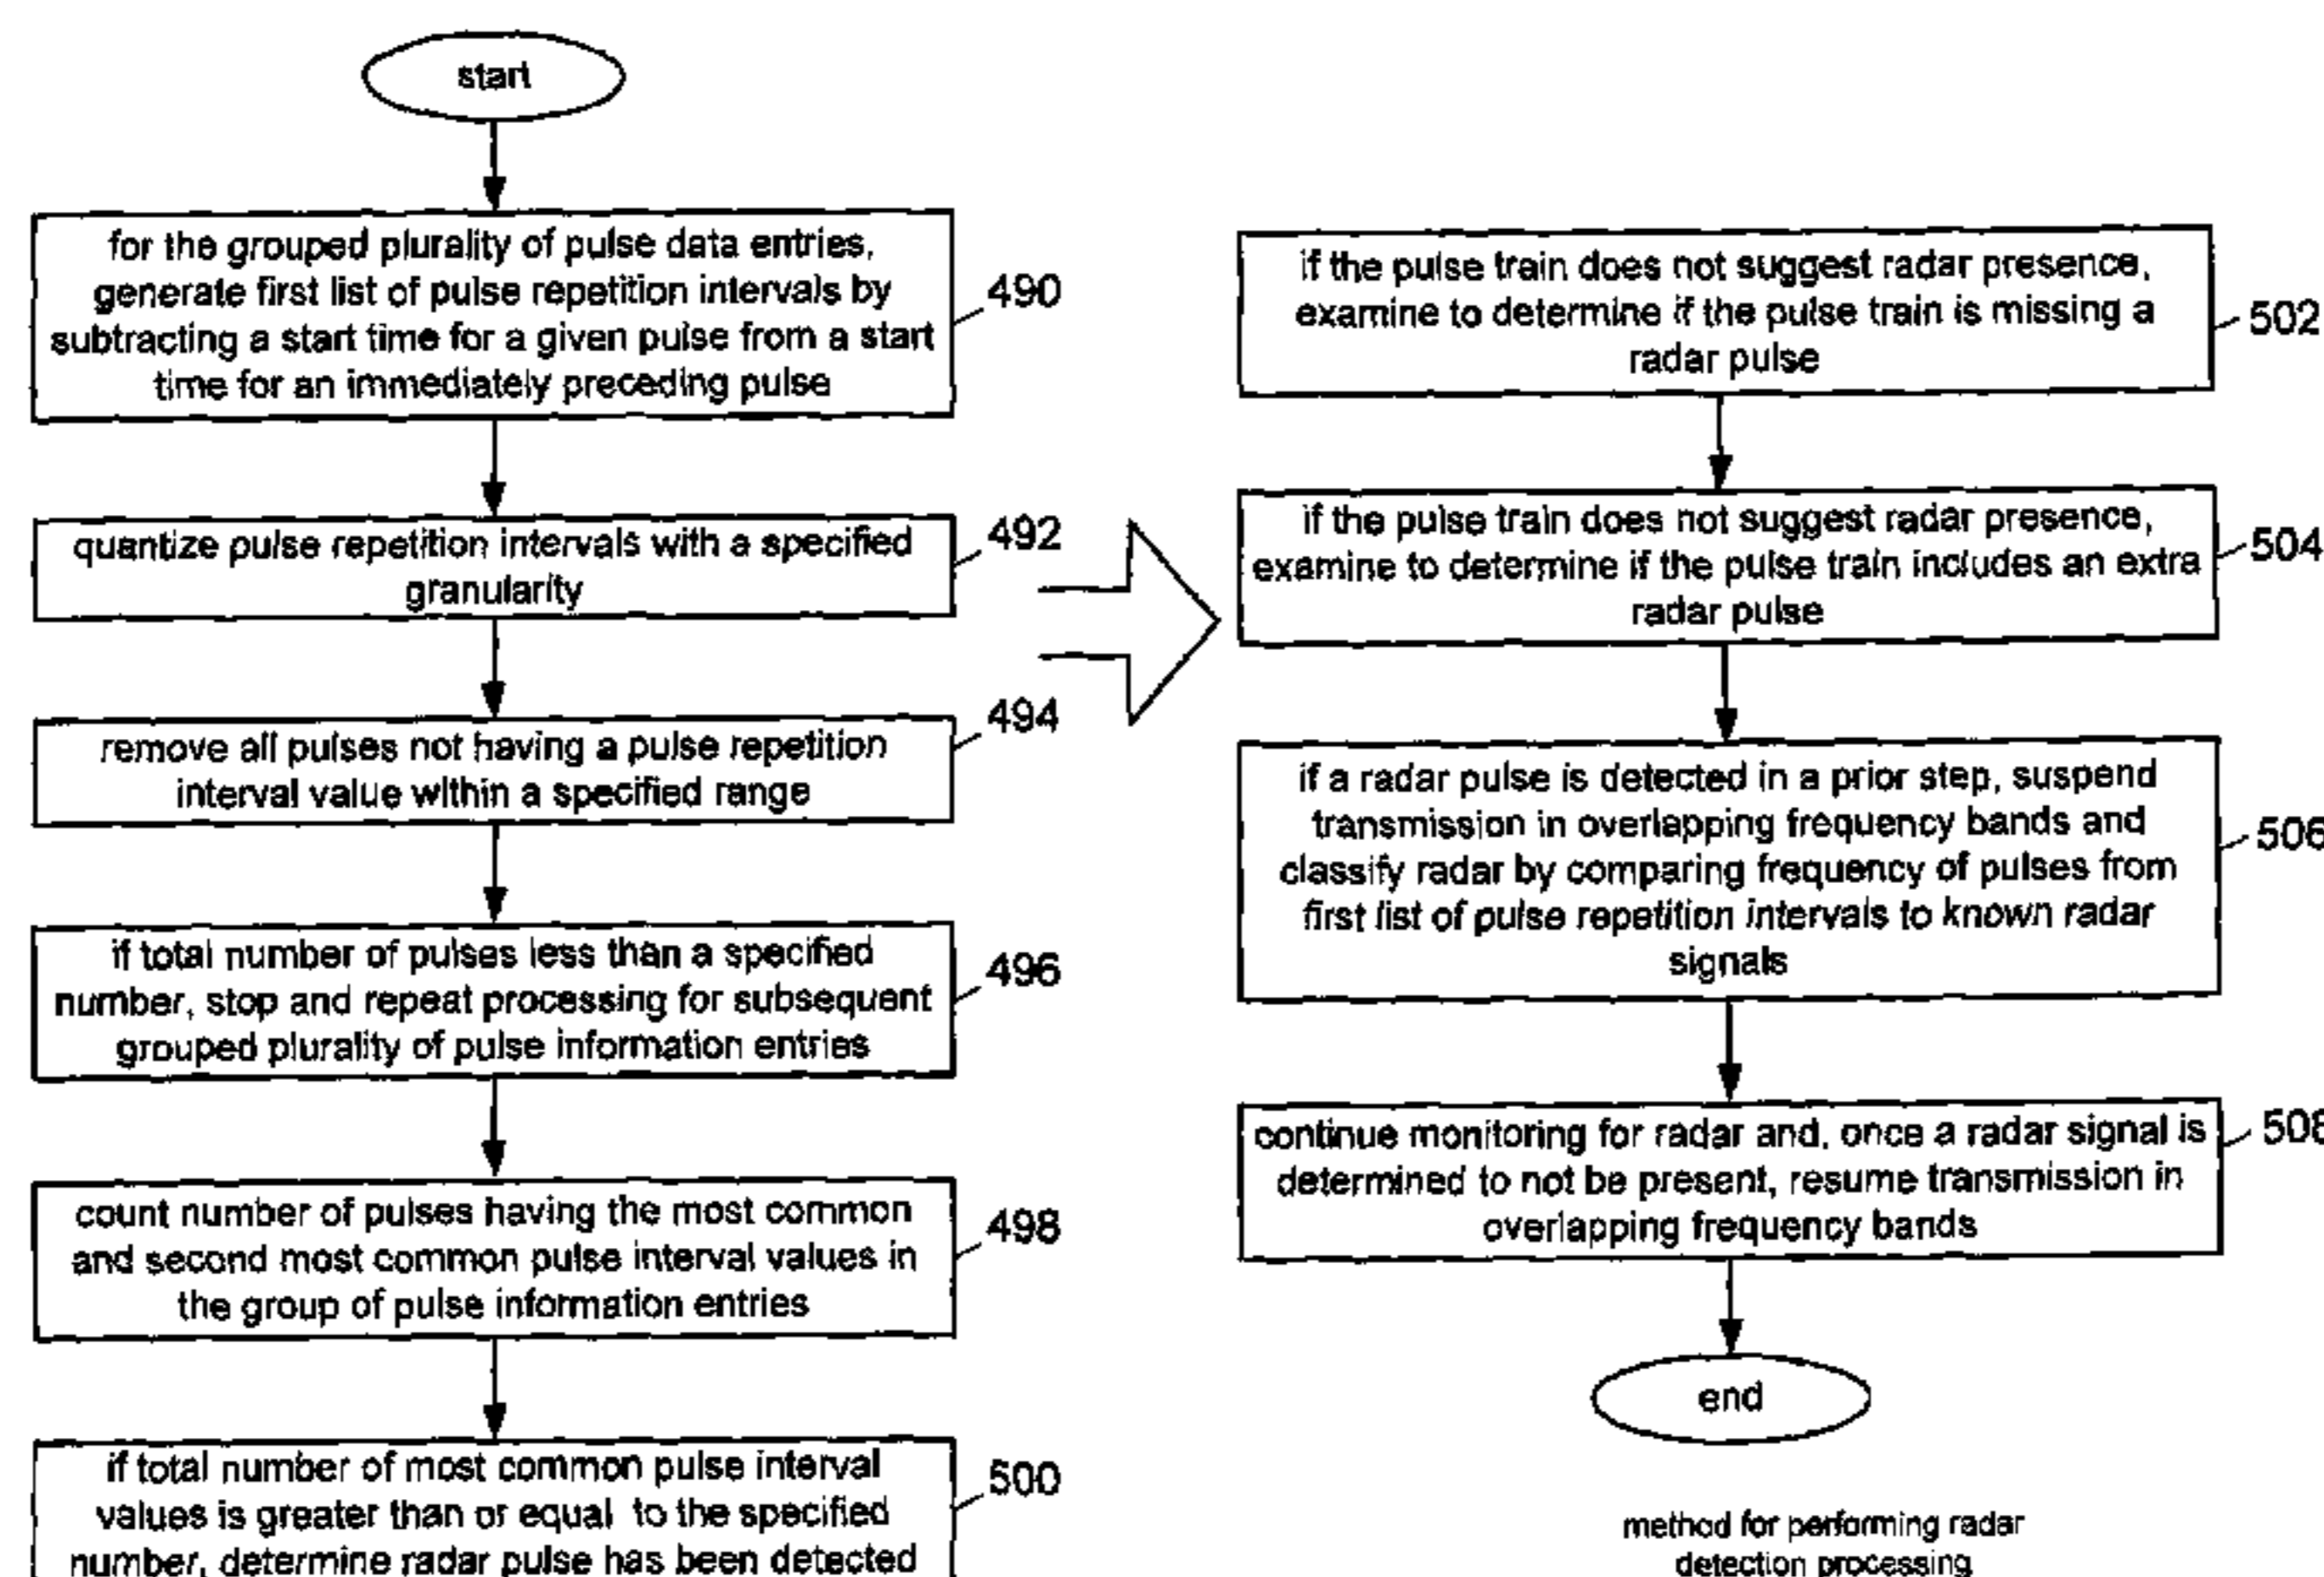 start
for the grouped plurality of pulse data entries,
generate first list of pulse repetition intervals by
subtracting a start time for a given pulse from a start
time for an immediately preceding pulse
490
quantize pulse repetition intervals with a specified
granularity
492
remove all pulses not having a pulse repetition
interval value within a specified range
494
if total number of pulses less than a specified
number, stop and repeat processing for subsequent
grouped plurality of pulse information entries
496
count number of pulses having the most common
and second most common pulse interval values in
the group of pulse information entries
498
if total number of most common pulse interval
values is greater than or equal to the specified
number, determine radar pulse has been detected
500
if the pulse train does not suggest radar presence,
examine to determine if the pulse train is missing a
radar pulse
502
if the pulse train does not suggest radar presence,
examine to determine if the pulse train includes an extra
radar pulse
504
if a radar pulse is detected in a prior step, suspend
transmission in overlapping frequency bands and
classify radar by comparing frequency of pulses from
first list of pulse repetition intervals to known radar
signals
506
continue monitoring for radar and, once a radar signal is
determined to not be present, resume transmission in
overlapping frequency bands
508
end
method for performing radar
detection processing